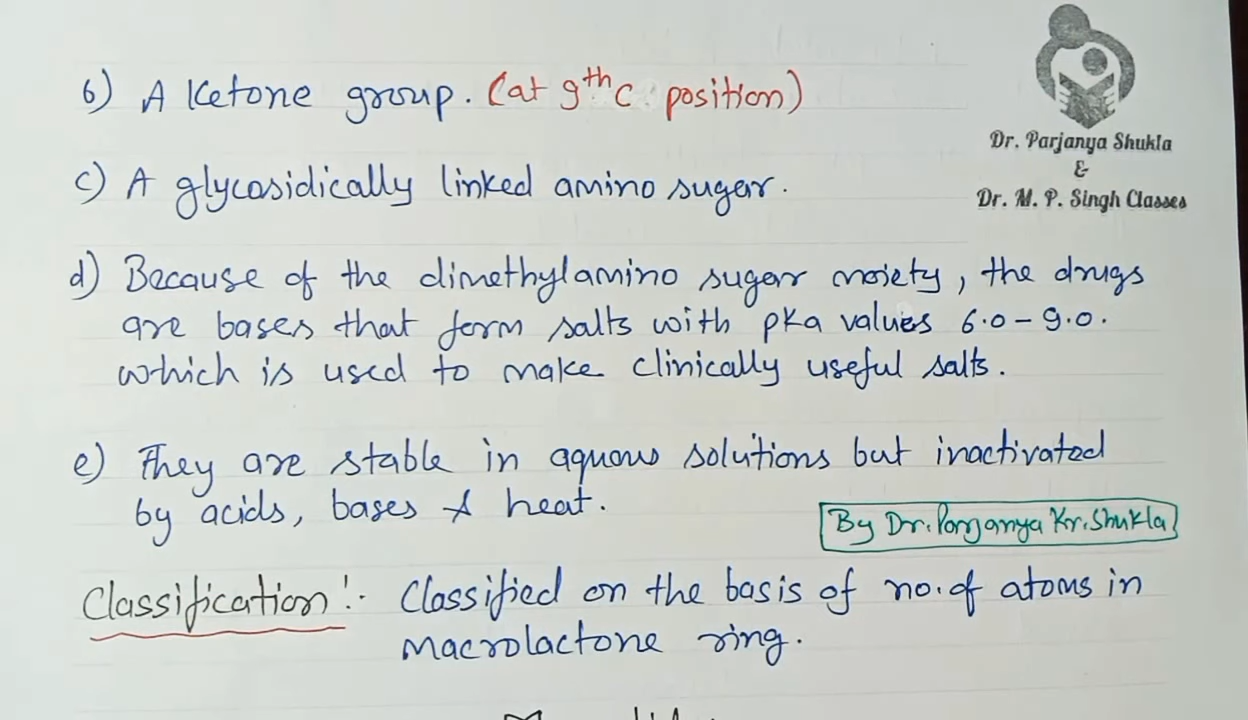 b) A Ketone group. (at 9th C position)
Dr. Parjanya Shukla
&
Dr. M. P. Singh Classes
c) A glycosidically linked amino sugar.
d) Because of the dimethylamino sugar moiety, the drugs
are bases that form salts with pKa values 6.0-9.0.
which is used to make clinically useful salts.
e) They are stable in aquous solutions but inactivated
by acids, bases & heat.
By Dr. Parjanya Kr. Shukla
Classification:- Classified on the basis of no. of atoms in
macrolactone ring.